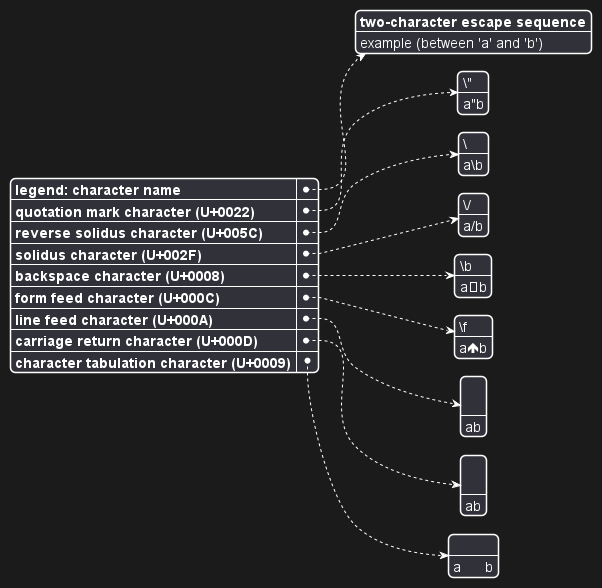 two-character escape sequence
example (between 'a' and 'b')
\"
a"b
\
a\b
legend: character name
quotation mark character (U+0022)
reverse solidus character (U+005C)
solidus character (U+002F)
backspace character (U+0008)
form feed character (U+000C)
line feed character (U+000A)
carriage return character (U+000D)
character tabulation character (U+0009)
\/
a/b
\b
a▯b
\f
a🡅b
ab
ab
a	b